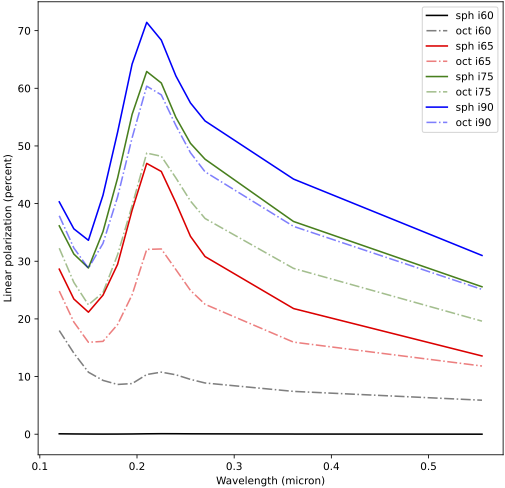 sph i60
oct i60
sph i65
oct i65
sph i75
oct i75
sph i90
oct i90
Linear polarization (percent)
70
60
50
40
30
20
10
0
0.1 0.2 0.3 0.4 0.5
Wavelength (micron)